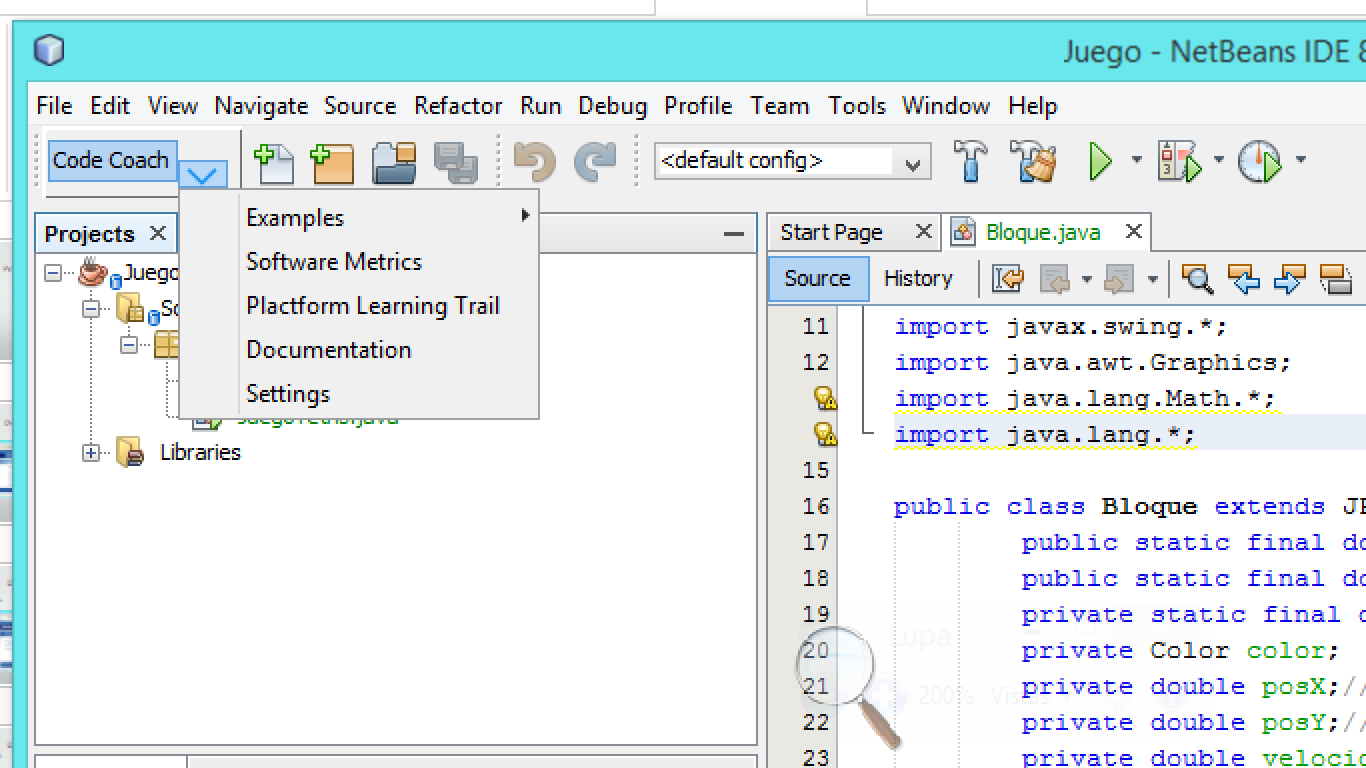 Juego - NetBeans IDE 8
File Edit View Navigate Source Refactor Run Debug Profile Team Tools Window Help
Code Coach
<default config>
Examples
Software Metrics
Plactform Learning Trail
Documentation
Settings
Projects
Juego
Libraries
Start Page
Bloque.java
Source
History
11 import javax.swing.*;
12 import java.awt.Graphics;
import java.lang.Math.*;
import java.lang.*;
15
16 public class Bloque extends JP
17 public static final do
18 public static final do
19 private static final
20 private Color color;
21 private double posX;//
22 private double posY;//
23 private double velocid
Lupa
200%